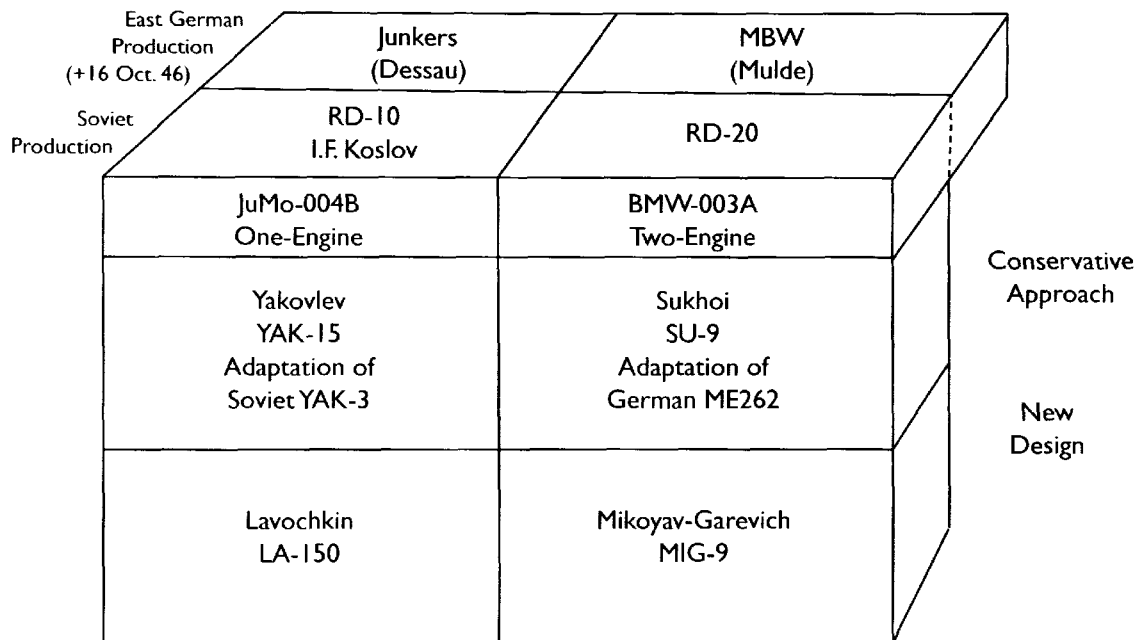 East German
Production
(+16 Oct. 46)
Junkers
(Dessau)
MBW
(Mulde)
Soviet
Production
RD-10
I.F. Koslov
RD-20
JuMo-004B
One-Engine
BMW-003A
Two-Engine
Conservative
Approach
Yakovlev
YAK-15
Adaptation of
Soviet YAK-3
Sukhoi
SU-9
Adaptation of
German ME262
New
Design
Lavochkin
LA-150
Mikoyav-Garevich
MIG-9